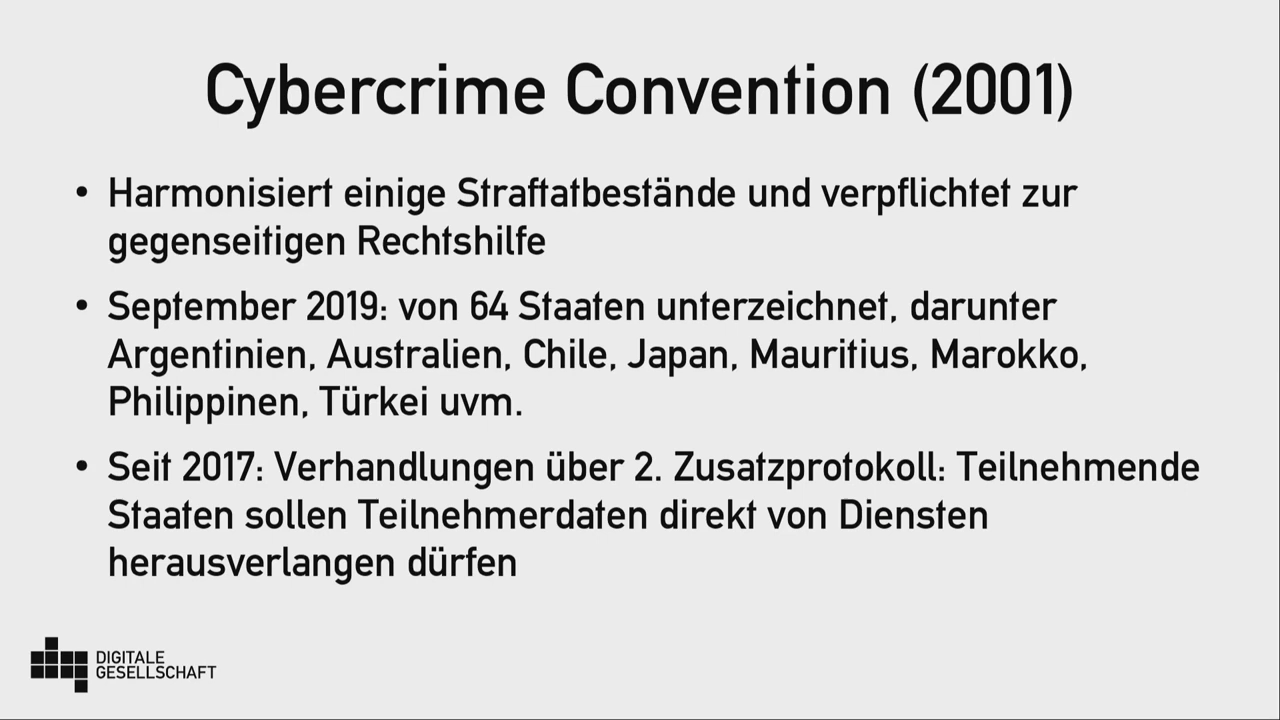 Cybercrime Convention (2001)
• Harmonisiert einige Straftatbestände und verpflichtet zur
gegenseitigen Rechtshilfe
• September 2019: von 64 Staaten unterzeichnet, darunter
Argentinien, Australien, Chile, Japan, Mauritius, Marokko,
Philippinen, Türkei uvm.
• Seit 2017: Verhandlungen über 2. Zusatzprotokoll: Teilnehmende
Staaten sollen Teilnehmerdaten direkt von Diensten
herausverlangen dürfen
DIGITALE
GESELLSCHAFT